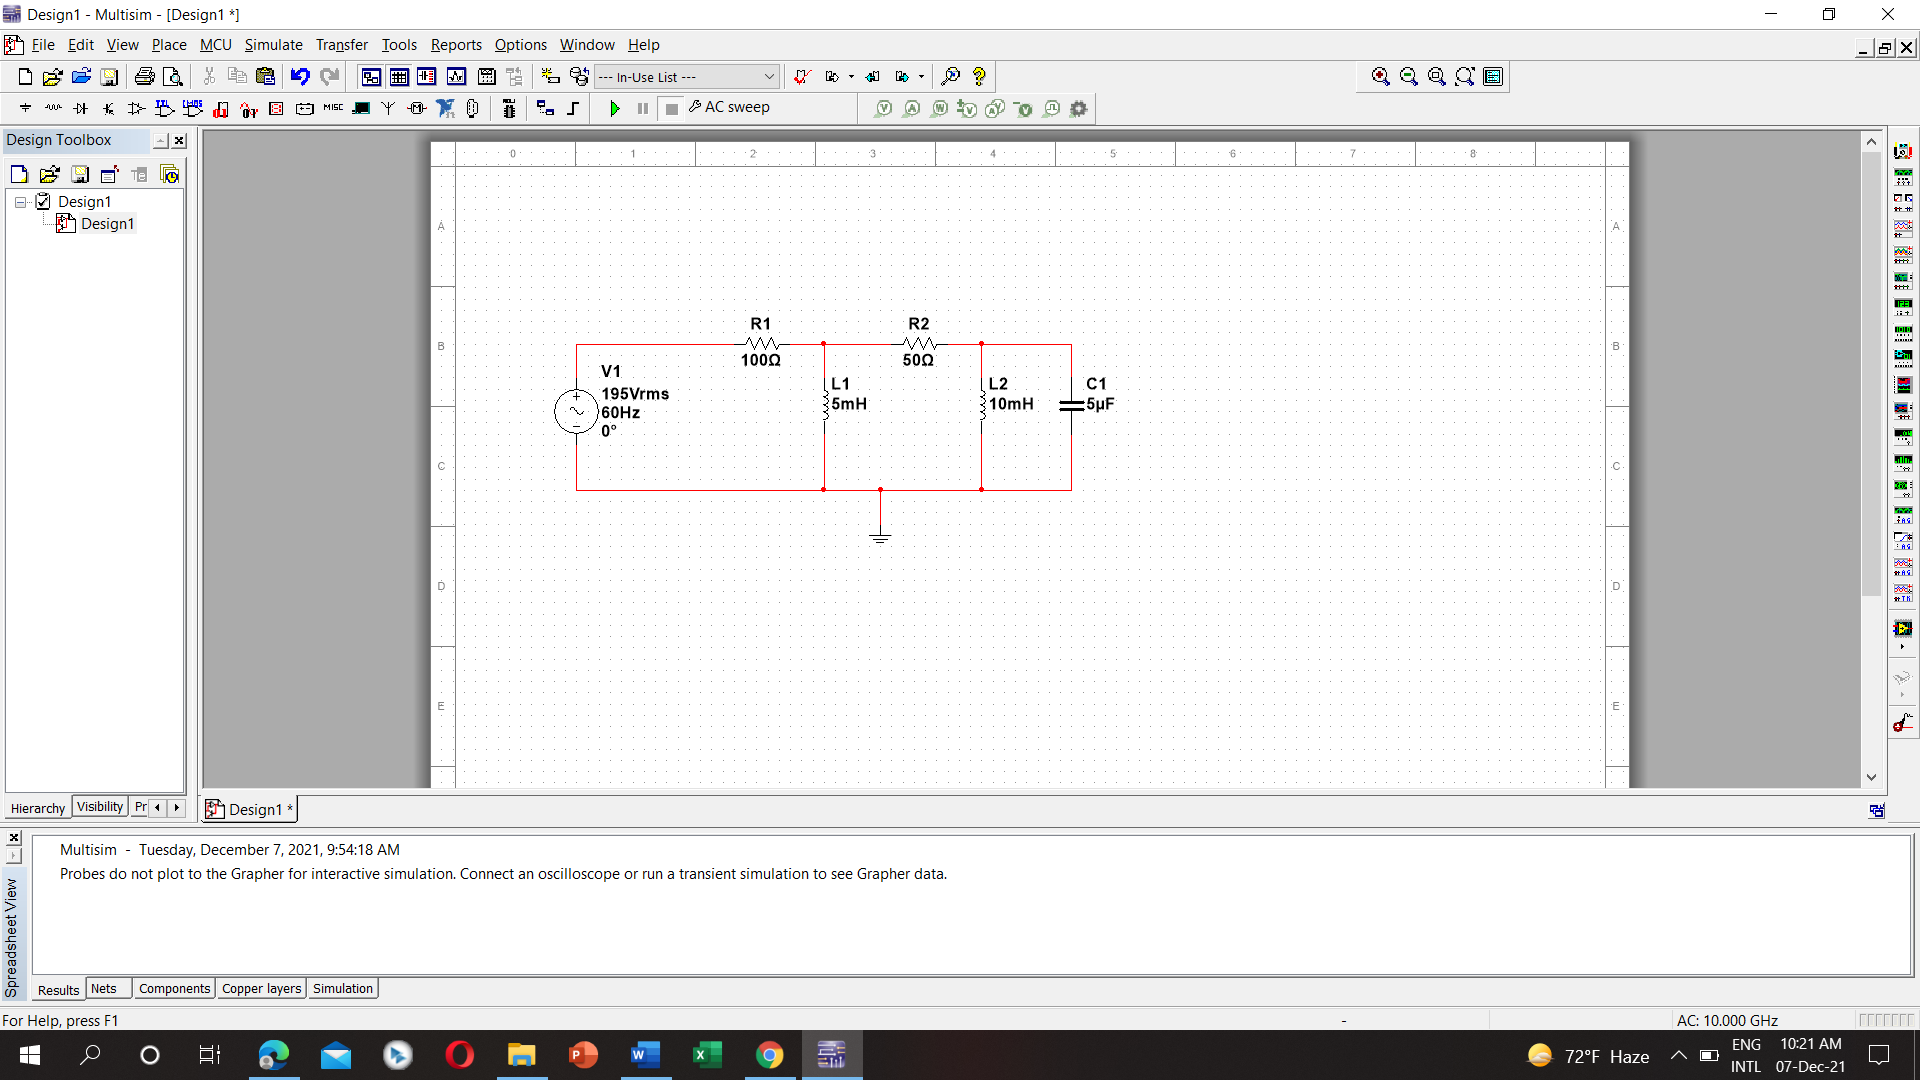 Design1 - Multisim - [Design1 *]
File Edit View Place MCU Simulate Transfer Tools Reports Options Window Help
--- In-Use List ---
MISC
AC sweep
Design Toolbox
Design1
Design1
0 1 2 3 4 5 6 7 8
A A
B B
C C
D D
E E
R1
100Ω
R2
50Ω
V1
195Vrms
60Hz
0°
L1
5mH
L2
10mH
C1
5µF
Hierarchy Visibility Pr
Design1 *
Multisim - Tuesday, December 7, 2021, 9:54:18 AM
Probes do not plot to the Grapher for interactive simulation. Connect an oscilloscope or run a transient simulation to see Grapher data.
Spreadsheet View
Results Nets Components Copper layers Simulation
For Help, press F1
-
AC: 10.000 GHz
72°F Haze
ENG
INTL
10:21 AM
07-Dec-21